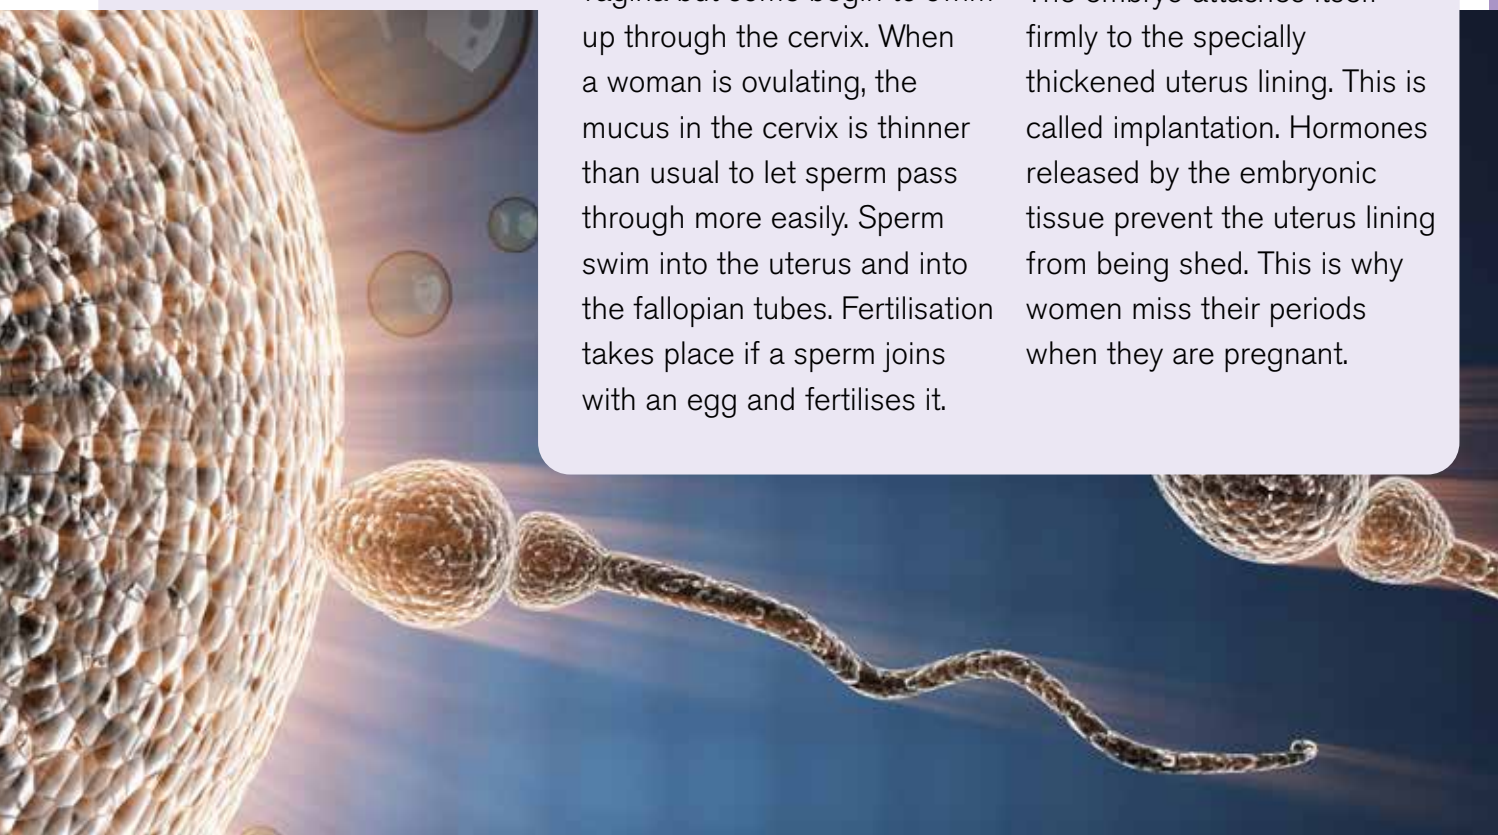 up through the cervix. When
a woman is ovulating, the
mucus in the cervix is thinner
than usual to let sperm pass
through more easily. Sperm
swim into the uterus and into
the fallopian tubes. Fertilisation
takes place if a sperm joins
with an egg and fertilises it.
firmly to the specially
thickened uterus lining. This is
called implantation. Hormones
released by the embryonic
tissue prevent the uterus lining
from being shed. This is why
women miss their periods
when they are pregnant.